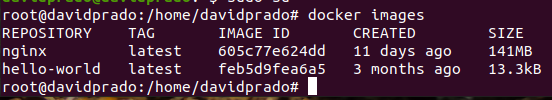 root@davidprado:/home/davidprado# docker images
REPOSITORY TAG IMAGE ID CREATED SIZE
nginx latest 605c77e624dd 11 days ago 141MB
hello-world latest feb5d9fea6a5 3 months ago 13.3kB
root@davidprado:/home/davidprado#